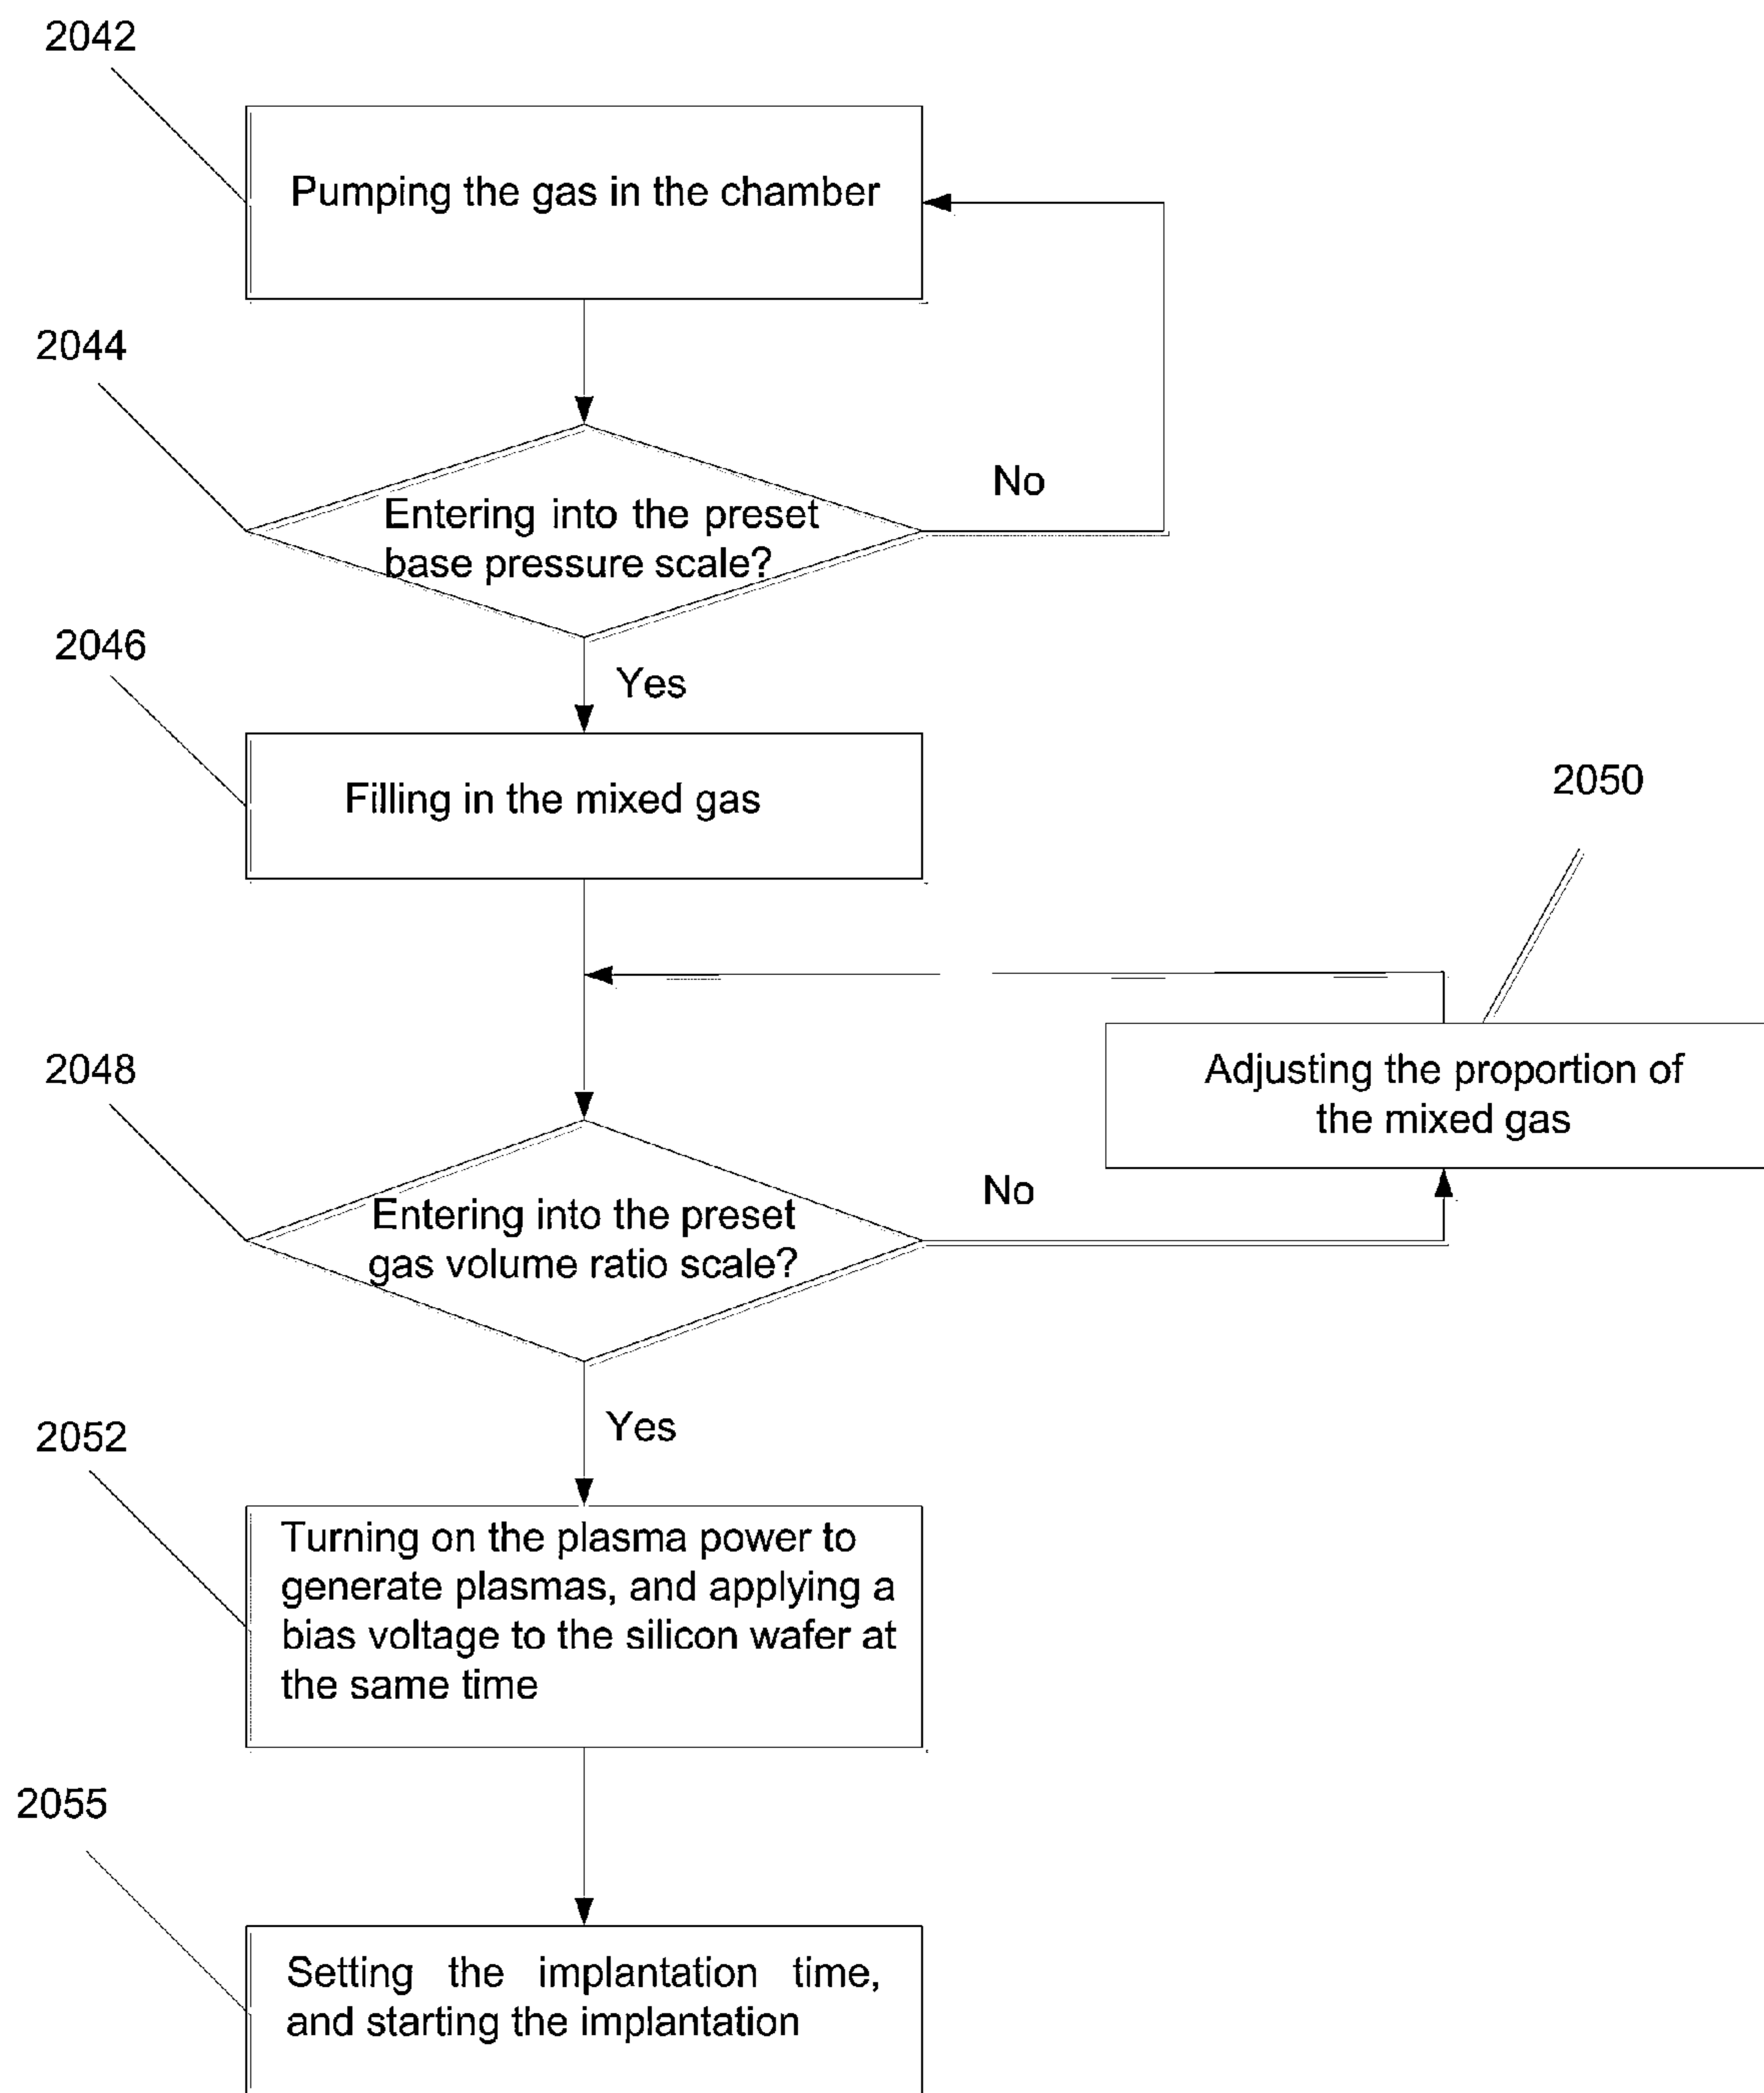 2042
Pumping the gas in the chamber
2044
No
Entering into the preset
base pressure scale?
2046
Yes
Filling in the mixed gas
2050
2048
Adjusting the proportion of
the mixed gas
No
Entering into the preset
gas volume ratio scale?
2052
Yes
Turning on the plasma power to
generate plasmas, and applying a
bias voltage to the silicon wafer at
the same time
2055
Setting the implantation time,
and starting the implantation